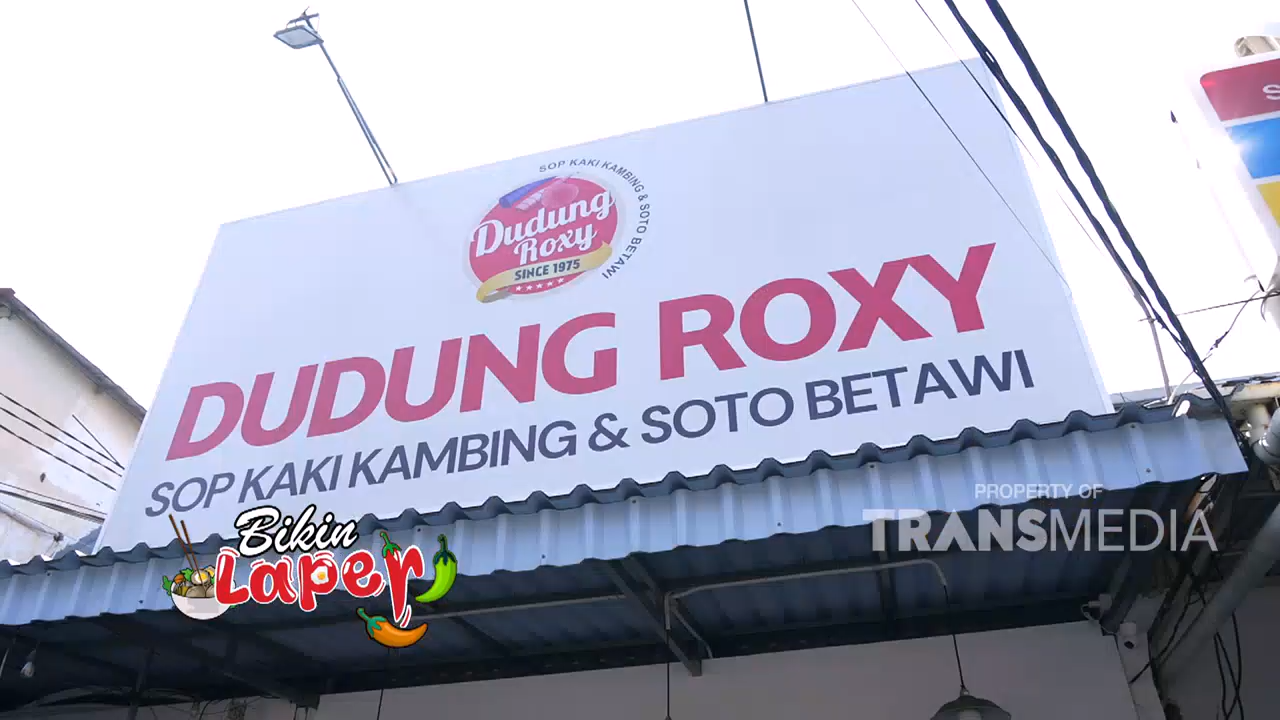 SOP KAKI KAMBING & SOTO BETAWI
Dudung
Roxy
SINCE 1975
DUDUNG ROXY
SOP KAKI KAMBING & SOTO BETAWI
Bikin
Laper
PROPERTY OF
TRANSMEDIA
S